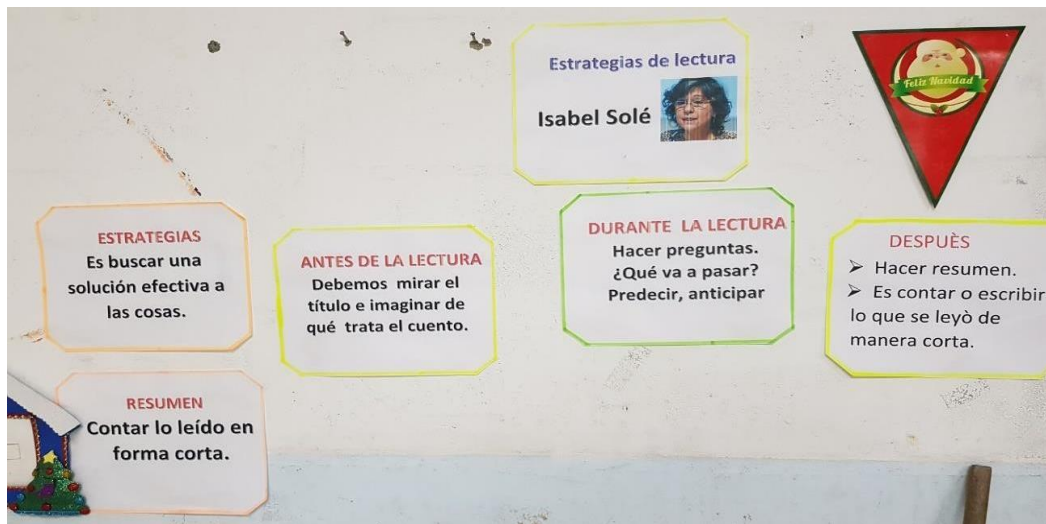 Estrategias de lectura
Isabel Solé
Feliz Navidad
ESTRATEGIAS
Es buscar una
solución efectiva a
las cosas.
ANTES DE LA LECTURA
Debemos mirar el
título e imaginar de
qué trata el cuento.
DURANTE LA LECTURA
Hacer preguntas.
¿Qué va a pasar?
Predecir, anticipar
DESPUÈS
➢ Hacer resumen.
➢ Es contar o escribir
lo que se leyò de
manera corta.
RESUMEN
Contar lo leído en
forma corta.